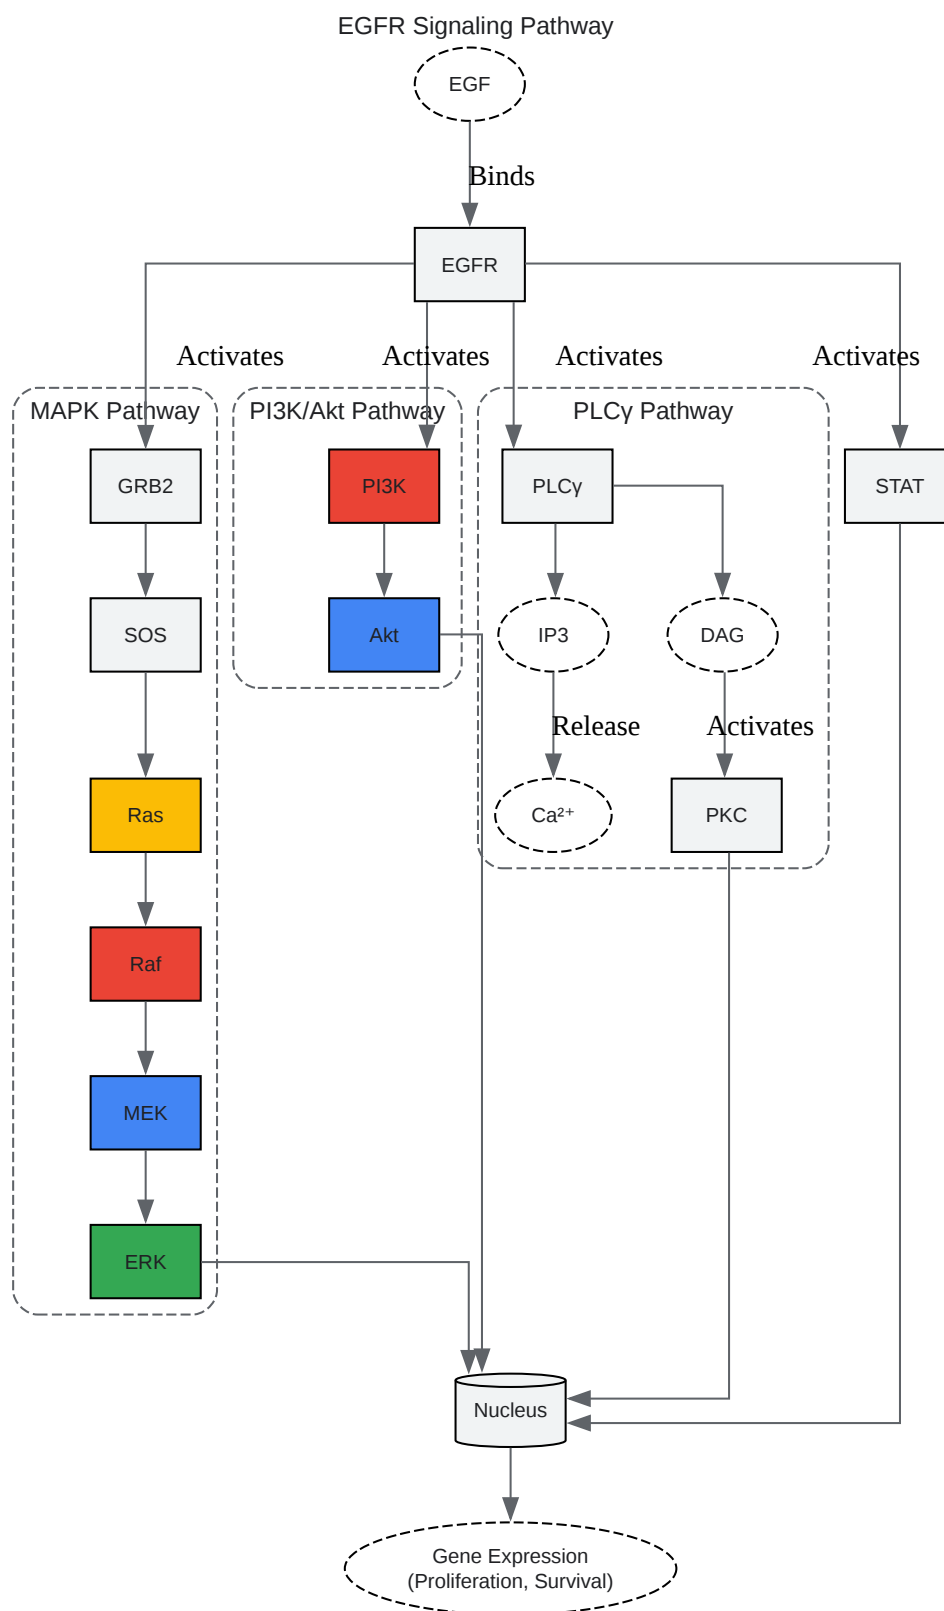 EGFR Signaling Pathway
EGF
Binds
EGFR
Activates
Activates
Activates
Activates
MAPK Pathway
PI3K/Akt Pathway
PLCγ Pathway
GRB2
PI3K
PLCγ
STAT
SOS
Akt
IP3
DAG
Release
Activates
Ras
Ca²⁺
PKC
Raf
MEK
ERK
Nucleus
Gene Expression
(Proliferation, Survival)